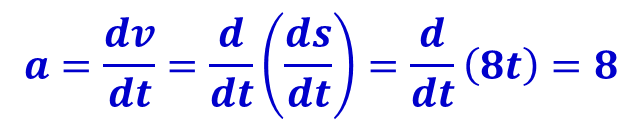 a = dv/dt = d/dt (ds/dt) = d/dt (8t) = 8